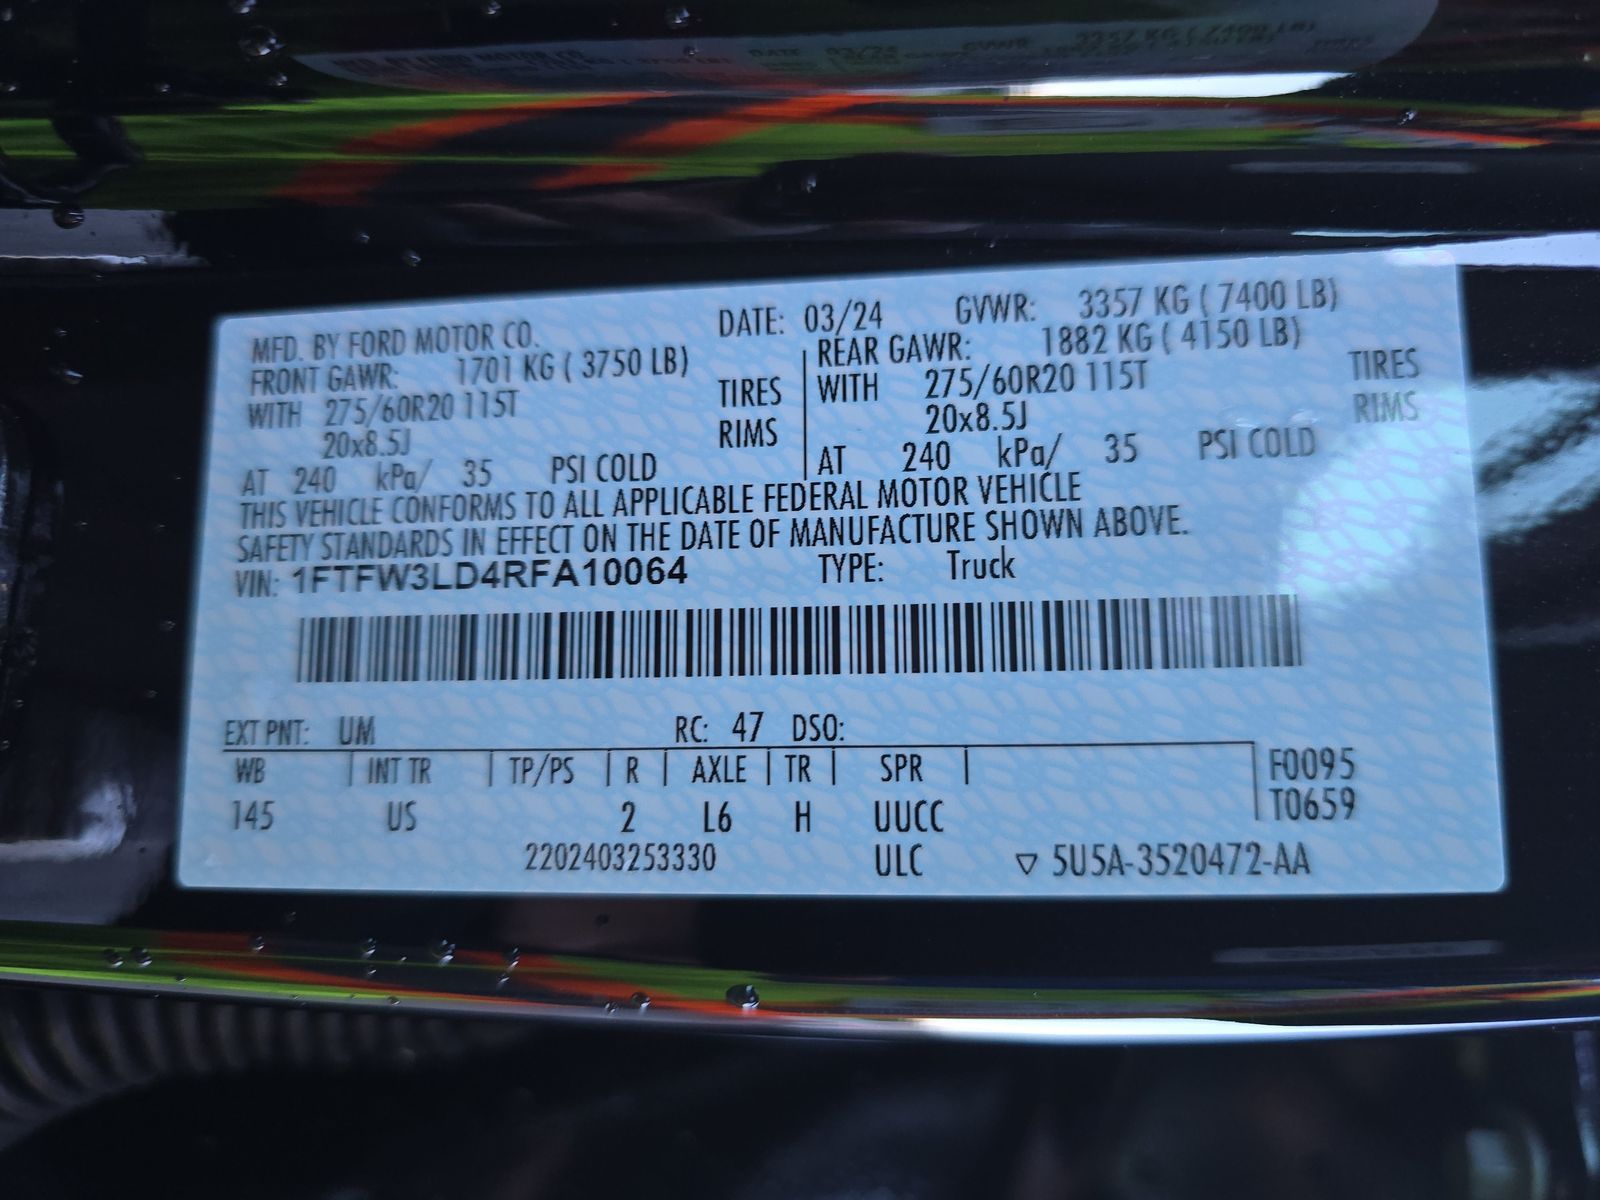 MFD. BY FORD MOTOR CO. DATE: 03/24 GVWR: 3357 KG ( 7400 LB)
FRONT GAWR: 1701 KG ( 3750 LB) REAR GAWR: 1882 KG ( 4150 LB)
WITH 275/60R20 115T TIRES WITH 275/60R20 115T TIRES
20x8.5J RIMS 20x8.5J RIMS
AT 240 kPa/ 35 PSI COLD AT 240 kPa/ 35 PSI COLD
THIS VEHICLE CONFORMS TO ALL APPLICABLE FEDERAL MOTOR VEHICLE
SAFETY STANDARDS IN EFFECT ON THE DATE OF MANUFACTURE SHOWN ABOVE.
VIN: 1FTFW3LD4RFA10064 TYPE: Truck
EXT PNT: UM RC: 47 DSO:
WB INT TR TP/PS R AXLE TR SPR F0095
145 US 2 L6 H UUCC T0659
2202403253330 ULC ▽ 5U5A-3520472-AA